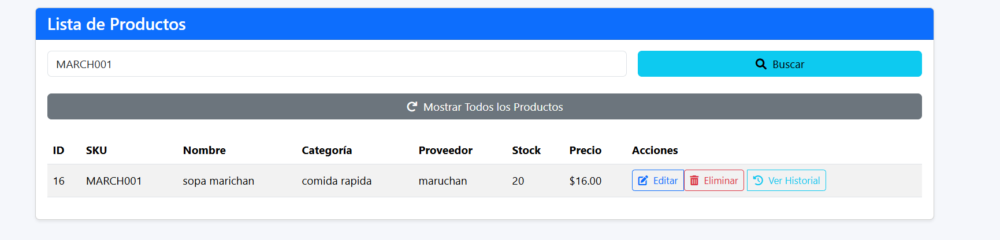 Lista de Productos
MARCH001 Buscar
Mostrar Todos los Productos
ID SKU Nombre Categoría Proveedor Stock Precio Acciones
16 MARCH001 sopa marichan comida rapida maruchan 20 $16.00 Editar Eliminar Ver Historial